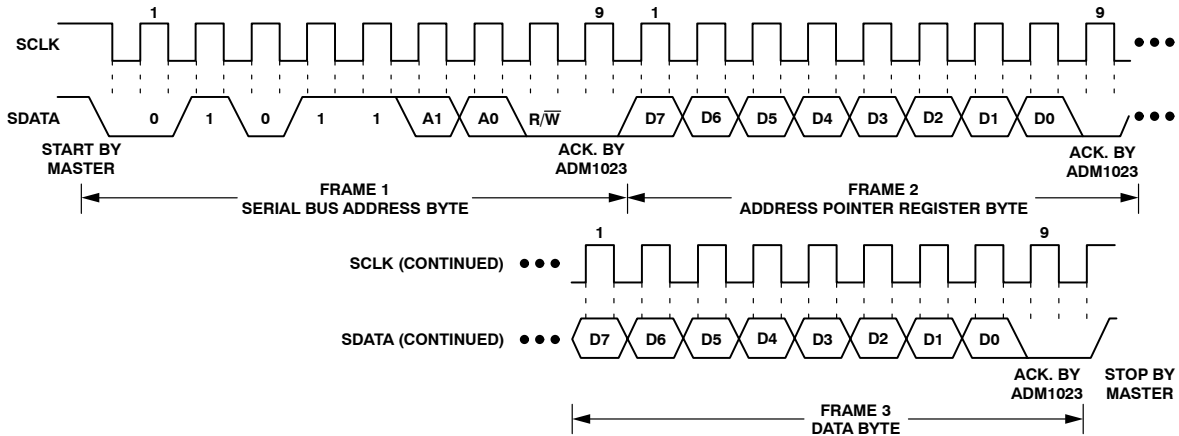 1 9 1 9
SCLK
SDATA 0 1 0 1 1 A1 A0 R/W̅ D7 D6 D5 D4 D3 D2 D1 D0
START BY
MASTER
ACK. BY
ADM1023
ACK. BY
ADM1023
FRAME 1
SERIAL BUS ADDRESS BYTE
FRAME 2
ADDRESS POINTER REGISTER BYTE
1 9
SCLK (CONTINUED)
SDATA (CONTINUED) D7 D6 D5 D4 D3 D2 D1 D0
ACK. BY
ADM1023
STOP BY
MASTER
FRAME 3
DATA BYTE